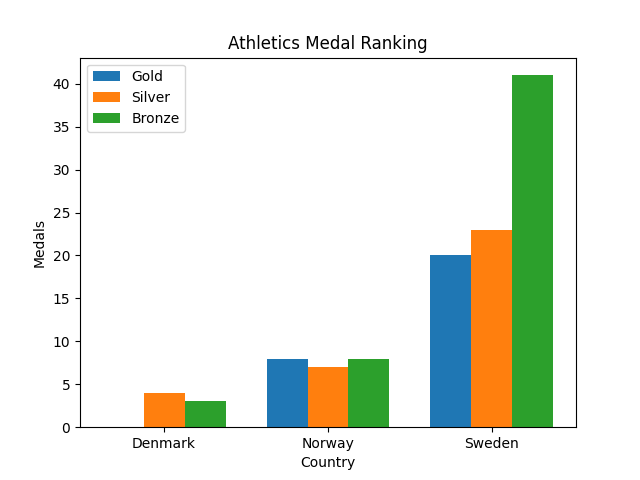 Athletics Medal Ranking
Gold
Silver
Bronze
40
35
30
25
20
15
10
5
0
Medals
Denmark
Norway
Sweden
Country